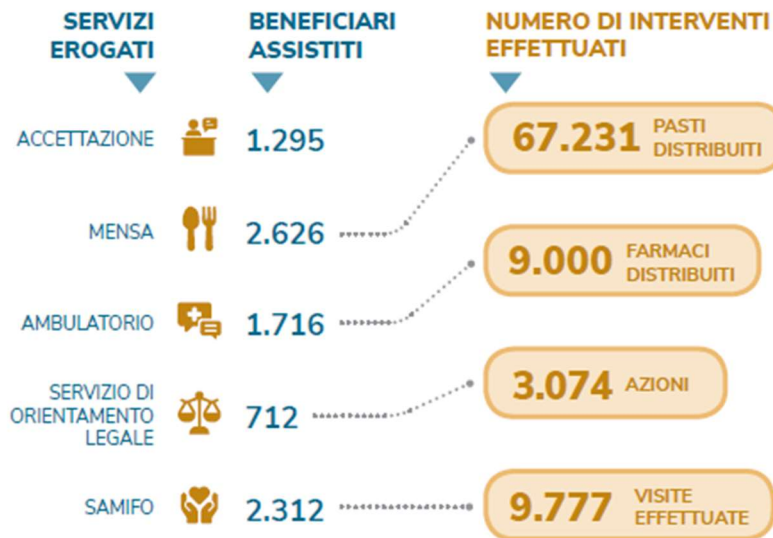 SERVIZI
EROGATI
BENEFICIARI
ASSISTITI
NUMERO DI INTERVENTI
EFFETTUATI
ACCETTAZIONE
1.295
67.231
PASTI
DISTRIBUITI
MENSA
2.626
9.000
FARMACI
DISTRIBUITI
AMBULATORIO
1.716
3.074
AZIONI
SERVIZIO DI
ORIENTAMENTO
LEGALE
712
SAMIFO
2.312
9.777
VISITE
EFFETTUATE